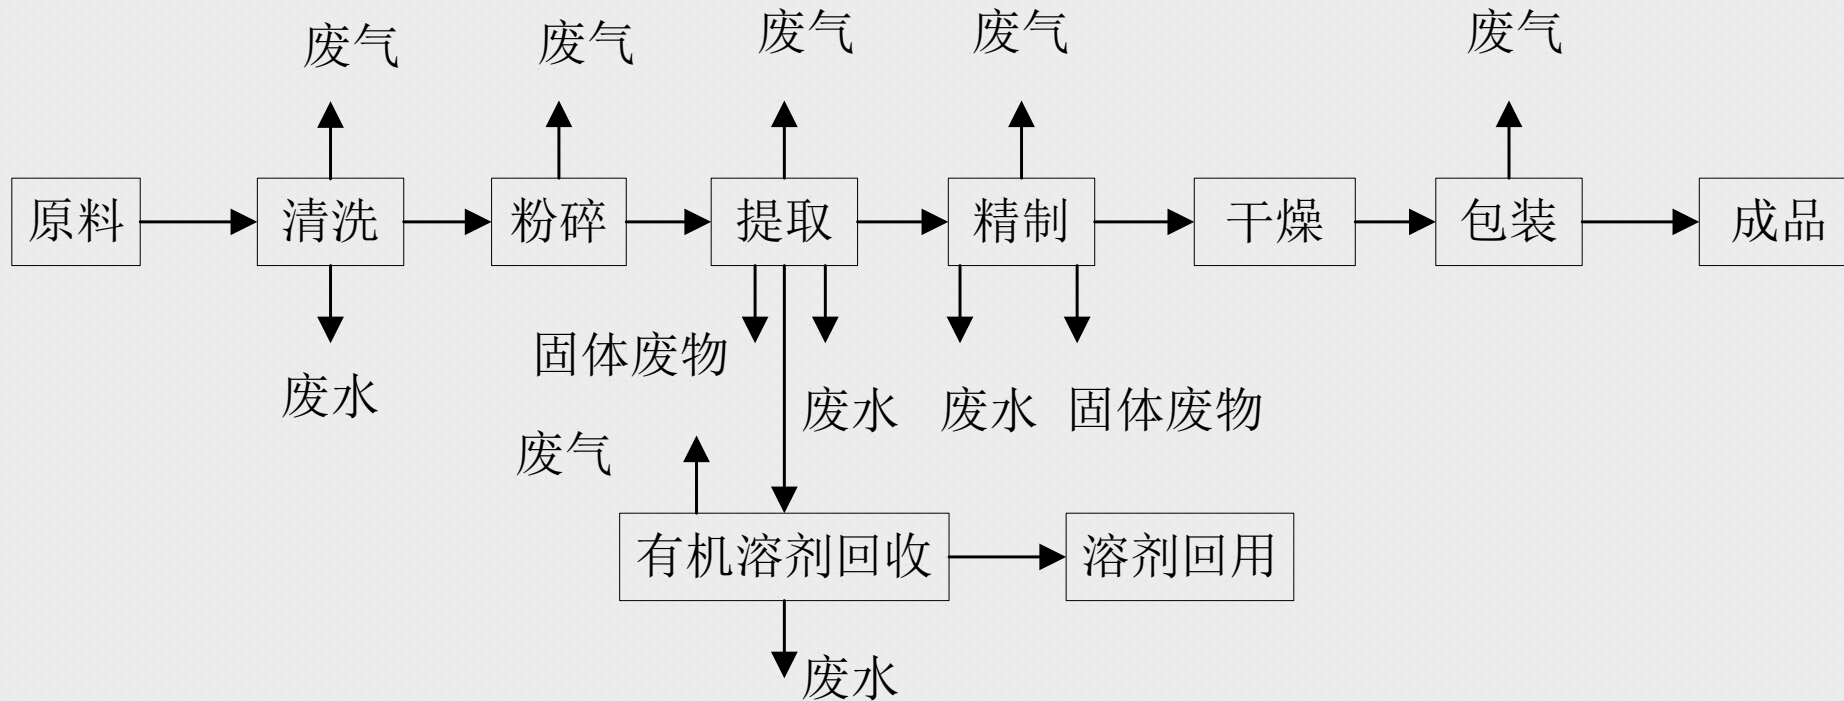 废气
废气
废气
废气
废气
原料
清洗
粉碎
提取
精制
干燥
包装
成品
固体废物
废水
废水
废水
固体废物
废气
有机溶剂回收
溶剂回用
废水